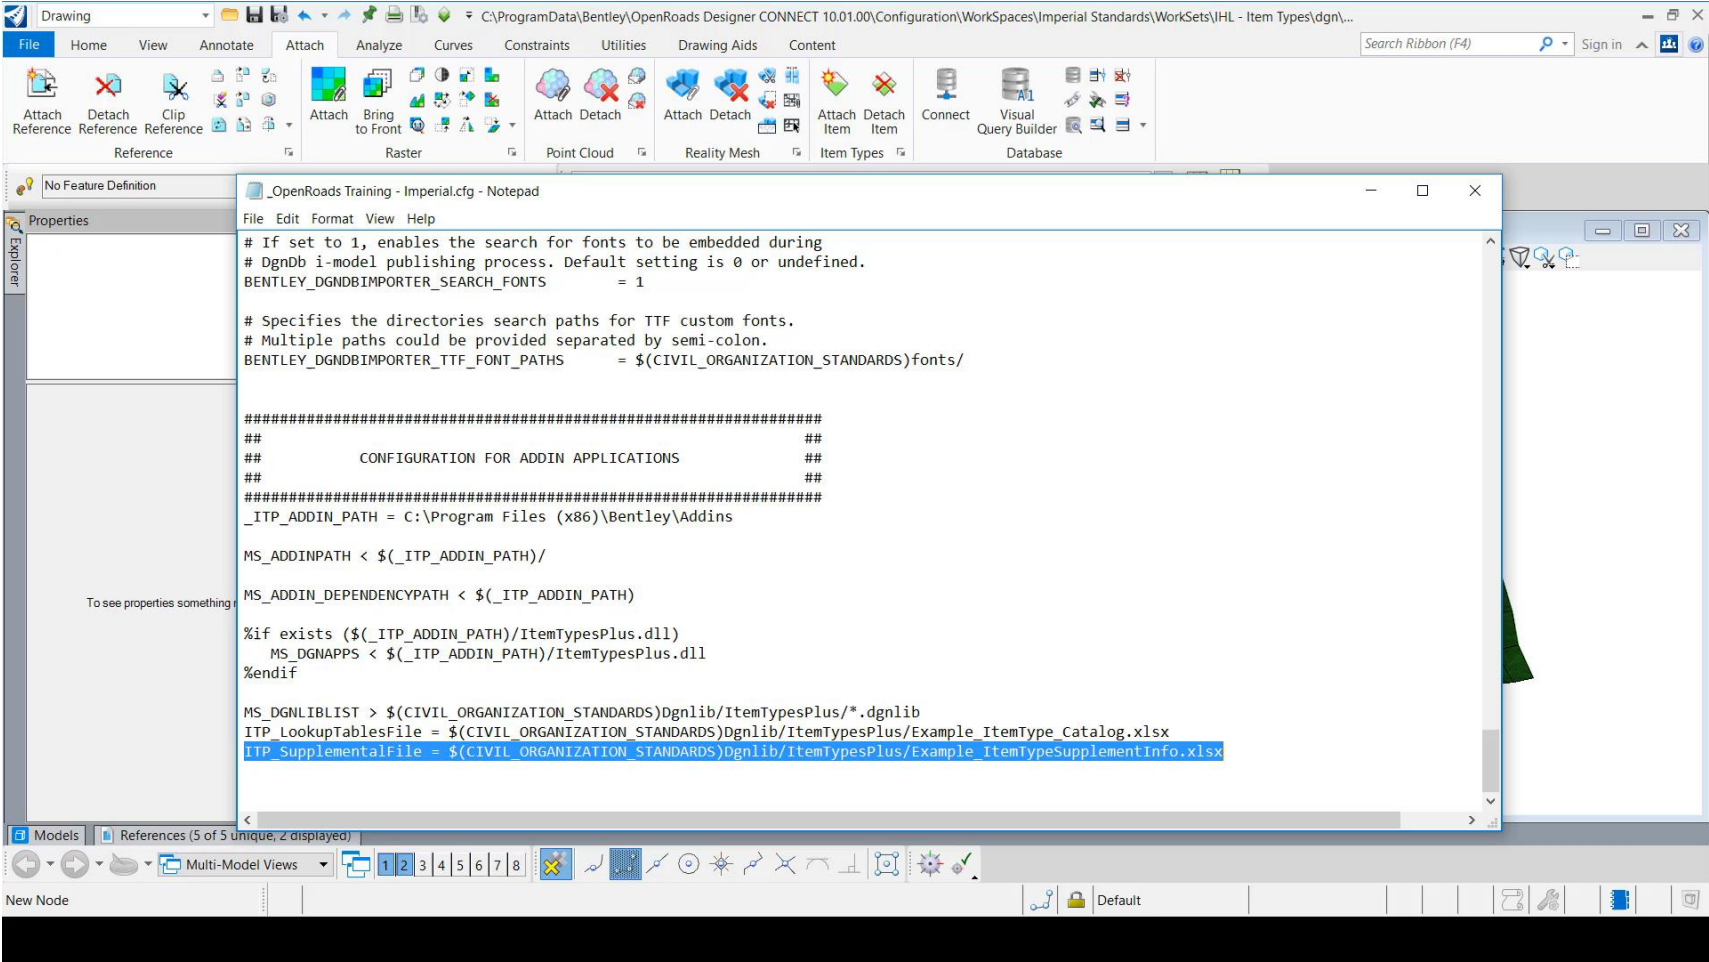 Drawing
C:\ProgramData\Bentley\OpenRoads Designer CONNECT 10.01.00\Configuration\WorkSpaces\Imperial Standards\WorkSets\IHL - Item Types\dgn\...
File Home View Annotate Attach Analyze Curves Constraints Utilities Drawing Aids Content
Search Ribbon (F4)
Sign in
Attach Reference
Detach Reference
Clip Reference
Attach
Bring to Front
Attach Detach
Attach Detach
Attach Item
Detach Item
Connect
Visual Query Builder
Reference
Raster
Point Cloud
Reality Mesh
Item Types
Database
No Feature Definition
Properties
Explorer
To see properties something
_OpenRoads Training - Imperial.cfg - Notepad
File Edit Format View Help
# If set to 1, enables the search for fonts to be embedded during
# DgnDb i-model publishing process. Default setting is 0 or undefined.
BENTLEY_DGNDBIMPORTER_SEARCH_FONTS = 1
# Specifies the directories search paths for TTF custom fonts.
# Multiple paths could be provided separated by semi-colon.
BENTLEY_DGNDBIMPORTER_TTF_FONT_PATHS = $(CIVIL_ORGANIZATION_STANDARDS)fonts/
#################################################################
## ##
## CONFIGURATION FOR ADDIN APPLICATIONS ##
## ##
#################################################################
_ITP_ADDIN_PATH = C:\Program Files (x86)\Bentley\Addins
MS_ADDINPATH < $(_ITP_ADDIN_PATH)/
MS_ADDIN_DEPENDENCYPATH < $(_ITP_ADDIN_PATH)
%if exists ($(_ITP_ADDIN_PATH)/ItemTypesPlus.dll)
MS_DGNAPPS < $(_ITP_ADDIN_PATH)/ItemTypesPlus.dll
%endif
MS_DGNLIBLIST > $(CIVIL_ORGANIZATION_STANDARDS)Dgnlib/ItemTypesPlus/*.dgnlib
ITP_LookupTablesFile = $(CIVIL_ORGANIZATION_STANDARDS)Dgnlib/ItemTypesPlus/Example_ItemType_Catalog.xlsx
ITP_SupplementalFile = $(CIVIL_ORGANIZATION_STANDARDS)Dgnlib/ItemTypesPlus/Example_ItemTypeSupplementInfo.xlsx
Models
References (5 of 5 unique, 2 displayed)
Multi-Model Views
1 2 3 4 5 6 7 8
New Node
Default